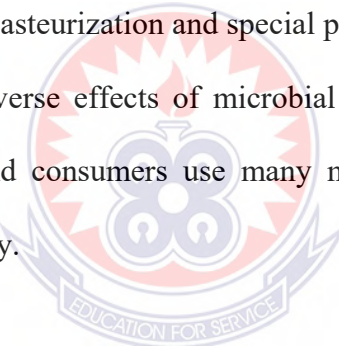 asteurization and special p
verse effects of microbial
d consumers use many m
y.
EDUCATION FOR SERVICE